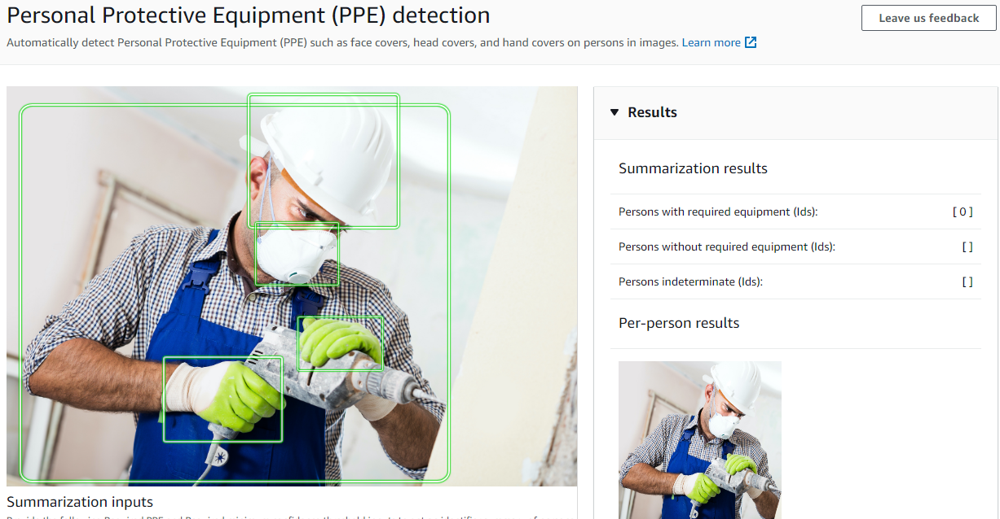 Personal Protective Equipment (PPE) detection
Leave us feedback
Automatically detect Personal Protective Equipment (PPE) such as face covers, head covers, and hand covers on persons in images. Learn more
Results
Summarization results
Persons with required equipment (Ids): [ 0 ]
Persons without required equipment (Ids): [ ]
Persons indeterminate (Ids): [ ]
Per-person results
Summarization inputs